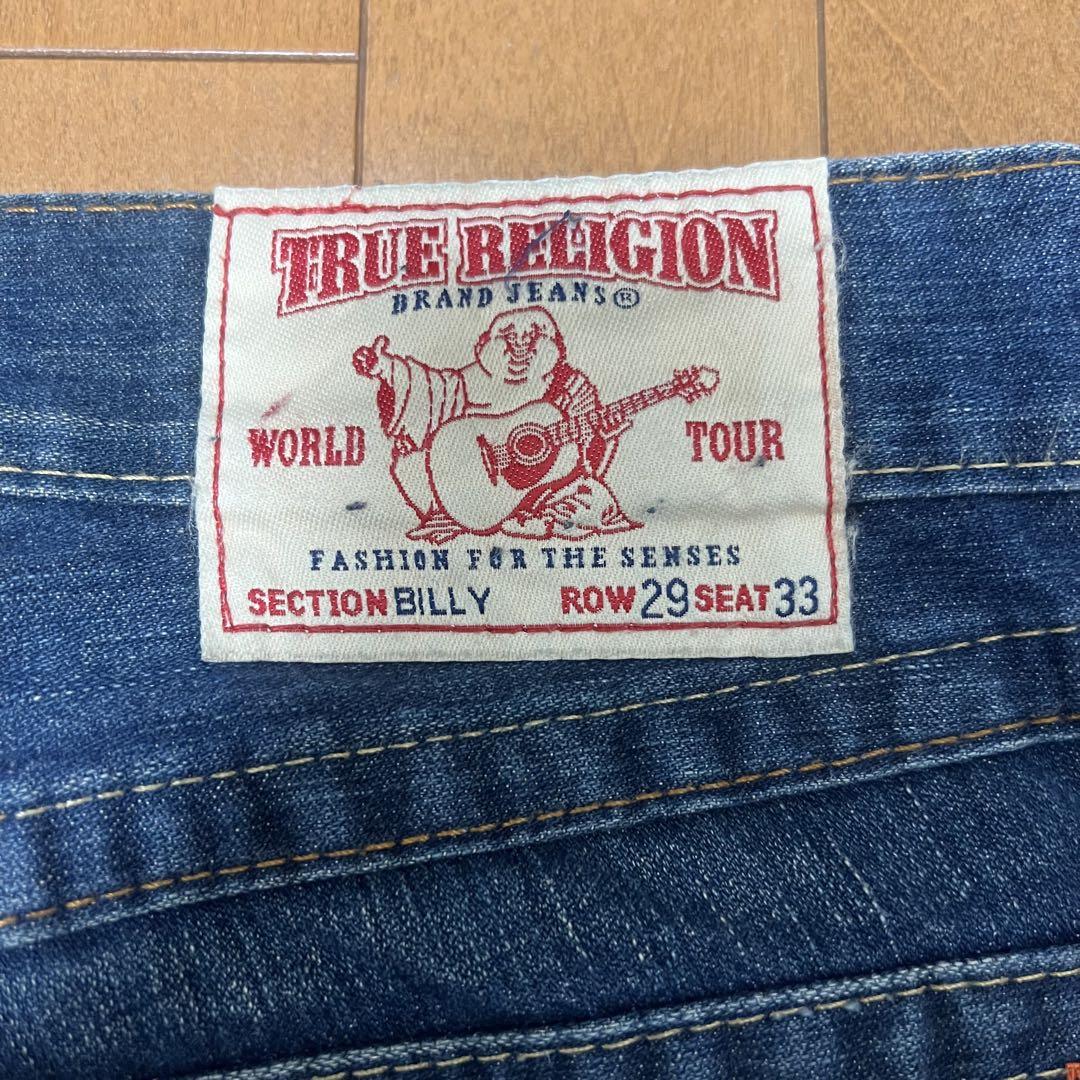 TRUE RELIGION
BRAND JEANS®
WORLD TOUR
FASHION FOR THE SENSES
SECTION BILLY ROW 29 SEAT 33